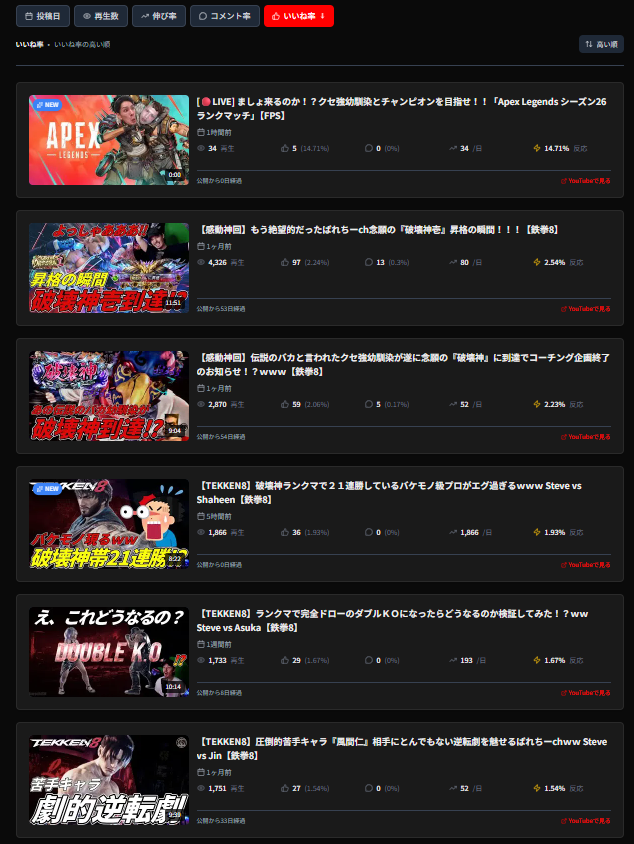 投稿日 再生数 伸び率 コメント率 いいね率 ↓
いいね率 • いいね率の高い順 高い順
NEW
APEX
LEGENDS
0:00
[🔴LIVE] ましょ来るのか！？クセ強幼馴染とチャンピオンを目指せ！！「Apex Legends シーズン26
ランクマッチ」【FPS】
1時間前
34 再生 5 (14.71%) 0 (0%) 34 /日 14.71% 反応
公開から0日経過 YouTubeで見る
よっしゃあああ!!
昇格の瞬間
破壊神壱到達!?
11:51
【感動神回】もう絶望的だったばれちーch念願の『破壊神壱』昇格の瞬間！！！【鉄拳8】
1ヶ月前
4,326 再生 97 (2.24%) 13 (0.3%) 80 /日 2.54% 反応
公開から53日経過 YouTubeで見る
破壊神
あの伝説のバカ幼馴染が
破壊神到達!?
9:04
【感動神回】伝説のバカと言われたクセ強幼馴染が遂に念願の『破壊神』に到達でコーチング企画終了
のお知らせ！？www【鉄拳8】
1ヶ月前
2,870 再生 59 (2.06%) 5 (0.17%) 52 /日 2.23% 反応
公開から54日経過 YouTubeで見る
NEW
TEKKEN8
バケモノ現るww
破壊神帯21連勝!?
8:22
【TEKKEN8】破壊神ランクマで２１連勝しているバケモノ級プロがエグ過ぎるwww Steve vs
Shaheen【鉄拳8】
5時間前
1,866 再生 36 (1.93%) 0 (0%) 1,866 /日 1.93% 反応
公開から0日経過 YouTubeで見る
え、これどうなるの？
DOUBLE K.O.
⁉
10:14
【TEKKEN8】ランクマで完全ドローのダブルＫＯになったらどうなるのか検証してみた！？ww
Steve vs Asuka【鉄拳8】
1週間前
1,733 再生 29 (1.67%) 0 (0%) 193 /日 1.67% 反応
公開から8日経過 YouTubeで見る
TEKKEN8
苦手キャラ
劇的逆転劇
9:39
【TEKKEN8】圧倒的苦手キャラ『風間仁』相手にとんでもない逆転劇を魅せるばれちーchww Steve
vs Jin【鉄拳8】
1ヶ月前
1,751 再生 27 (1.54%) 0 (0%) 52 /日 1.54% 反応
公開から33日経過 YouTubeで見る